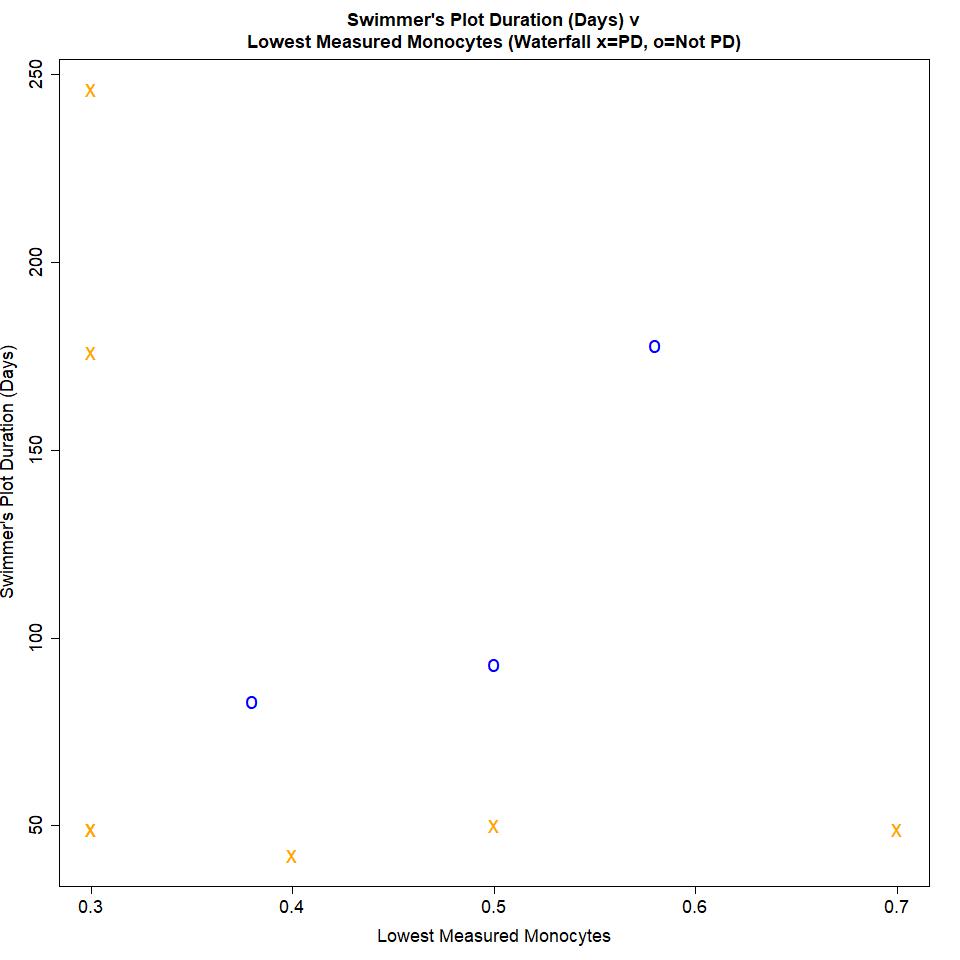 Swimmer's Plot Duration (Days) v
Lowest Measured Monocytes (Waterfall x=PD, o=Not PD)
Swimmer's Plot Duration (Days)
250
200
150
100
50
X
X
O
O
O
X
X
X
X
0.3 0.4 0.5 0.6 0.7
Lowest Measured Monocytes